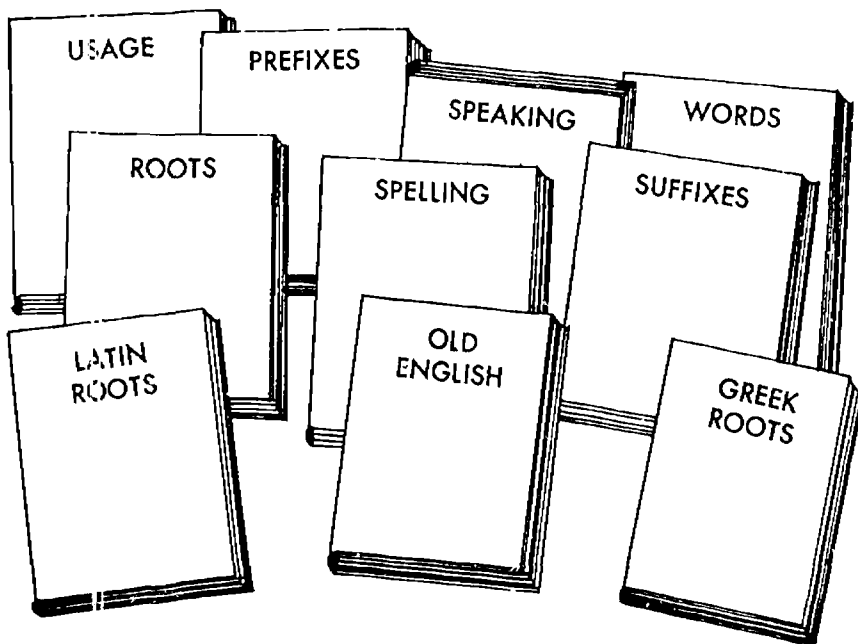 USAGE
PREFIXES
SPEAKING
WORDS
ROOTS
SPELLING
SUFFIXES
LATIN
ROOTS
OLD
ENGLISH
GREEK
ROOTS